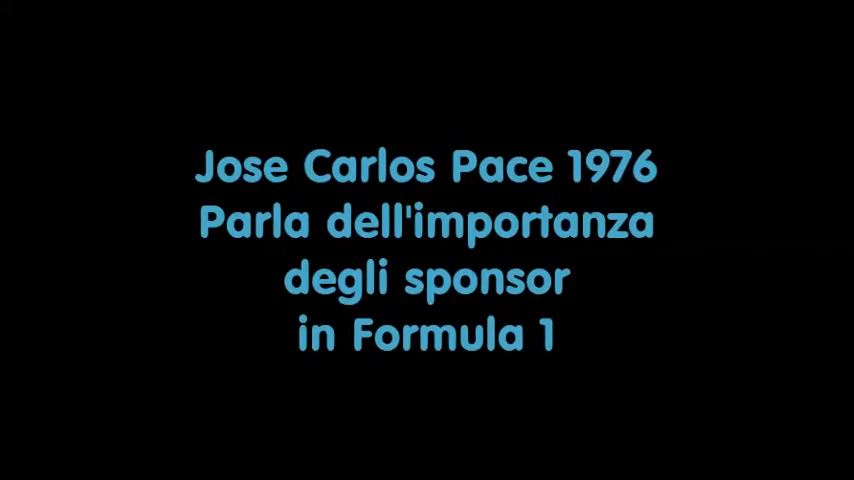 Jose Carlos Pace 1976
Parla dell'importanza
degli sponsor
in Formula 1